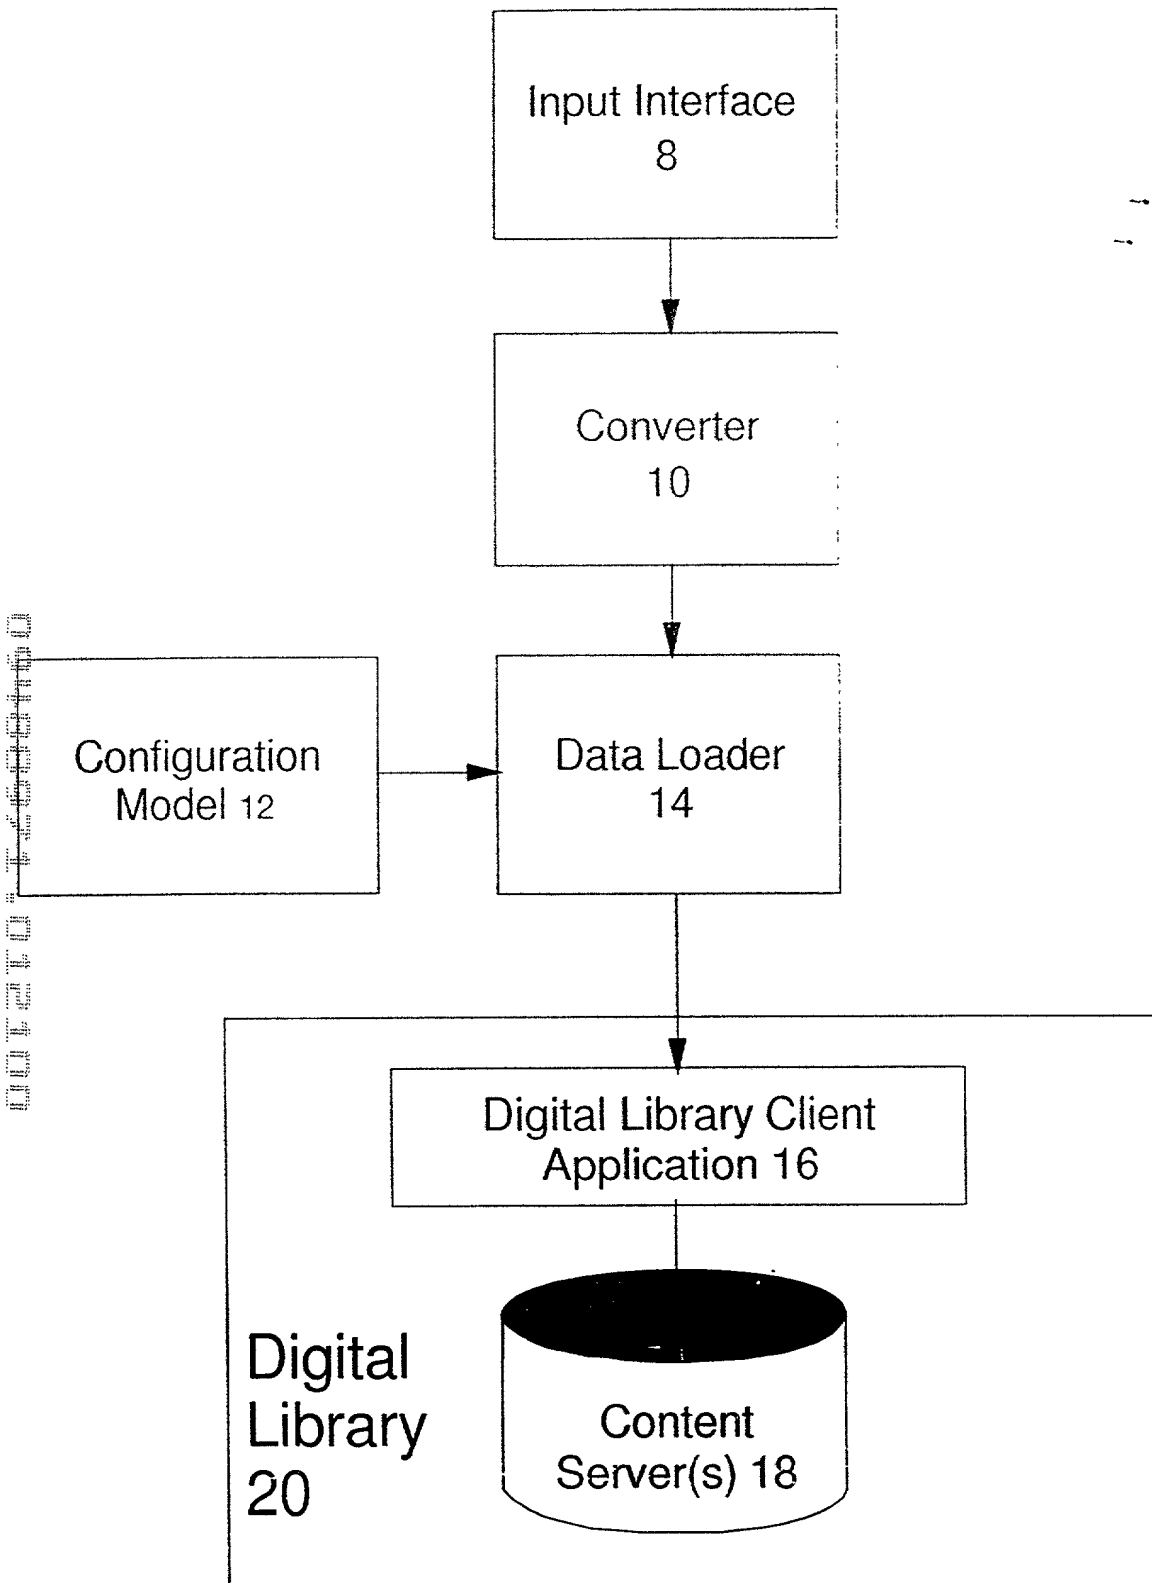 Input Interface
8
Converter
10
Configuration
Model 12
Data Loader
14
Digital Library Client
Application 16
Digital
Library
20
Content
Server(s) 18